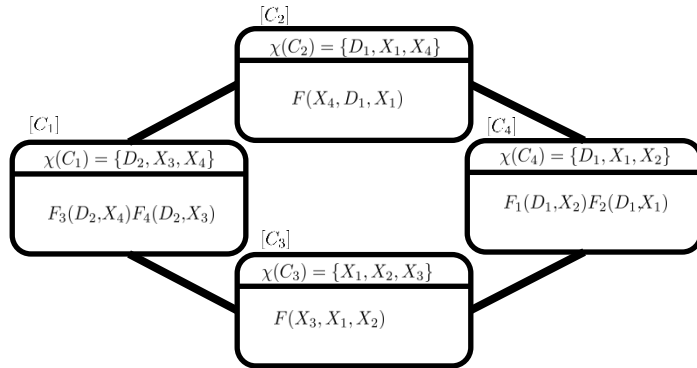 [C₂]
χ(C₂) = {D₁, X₁, X₄}
F(X₄, D₁, X₁)
[C₁]
χ(C₁) = {D₂, X₃, X₄}
F₃(D₂,X₄)F₄(D₂,X₃)
[C₄]
χ(C₄) = {D₁, X₁, X₂}
F₁(D₁,X₂)F₂(D₁,X₁)
[C₃]
χ(C₃) = {X₁, X₂, X₃}
F(X₃, X₁, X₂)